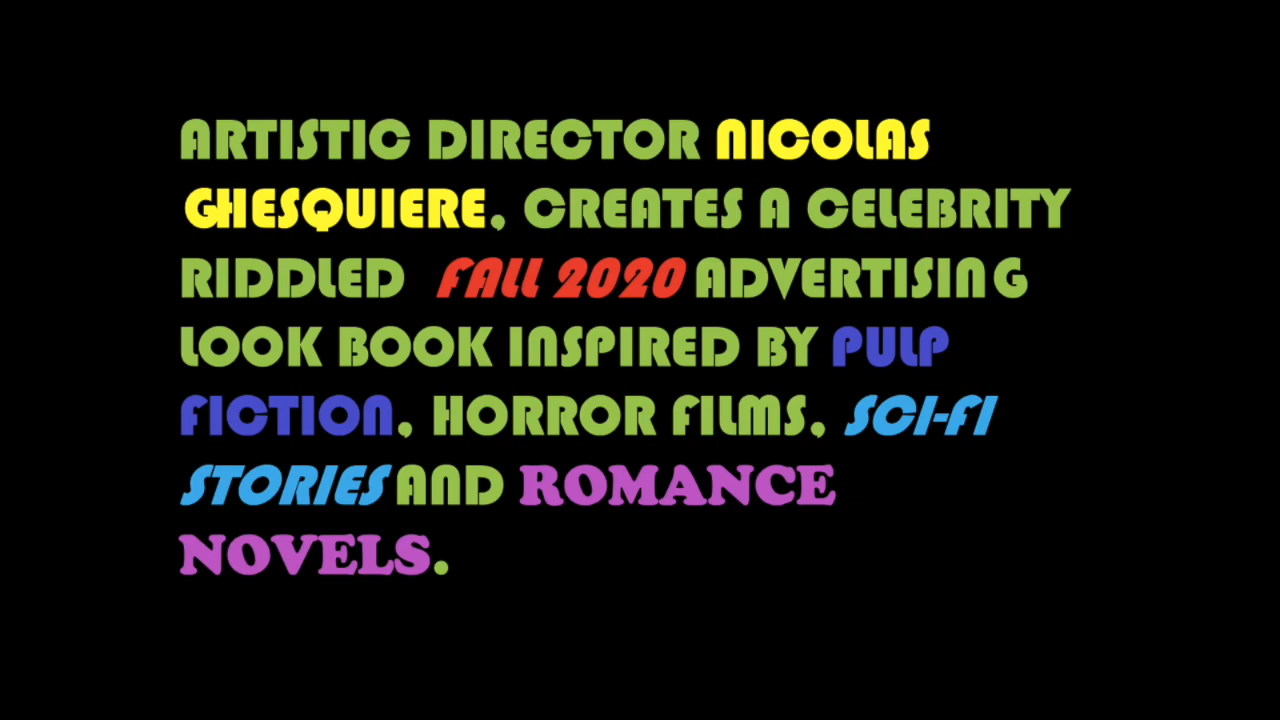 ARTISTIC DIRECTOR NICOLAS
GHESQUIERE, CREATES A CELEBRITY
RIDDLED FALL 2020 ADVERTISING
LOOK BOOK INSPIRED BY PULP
FICTION, HORROR FILMS, SCI-FI
STORIES AND ROMANCE
NOVELS.